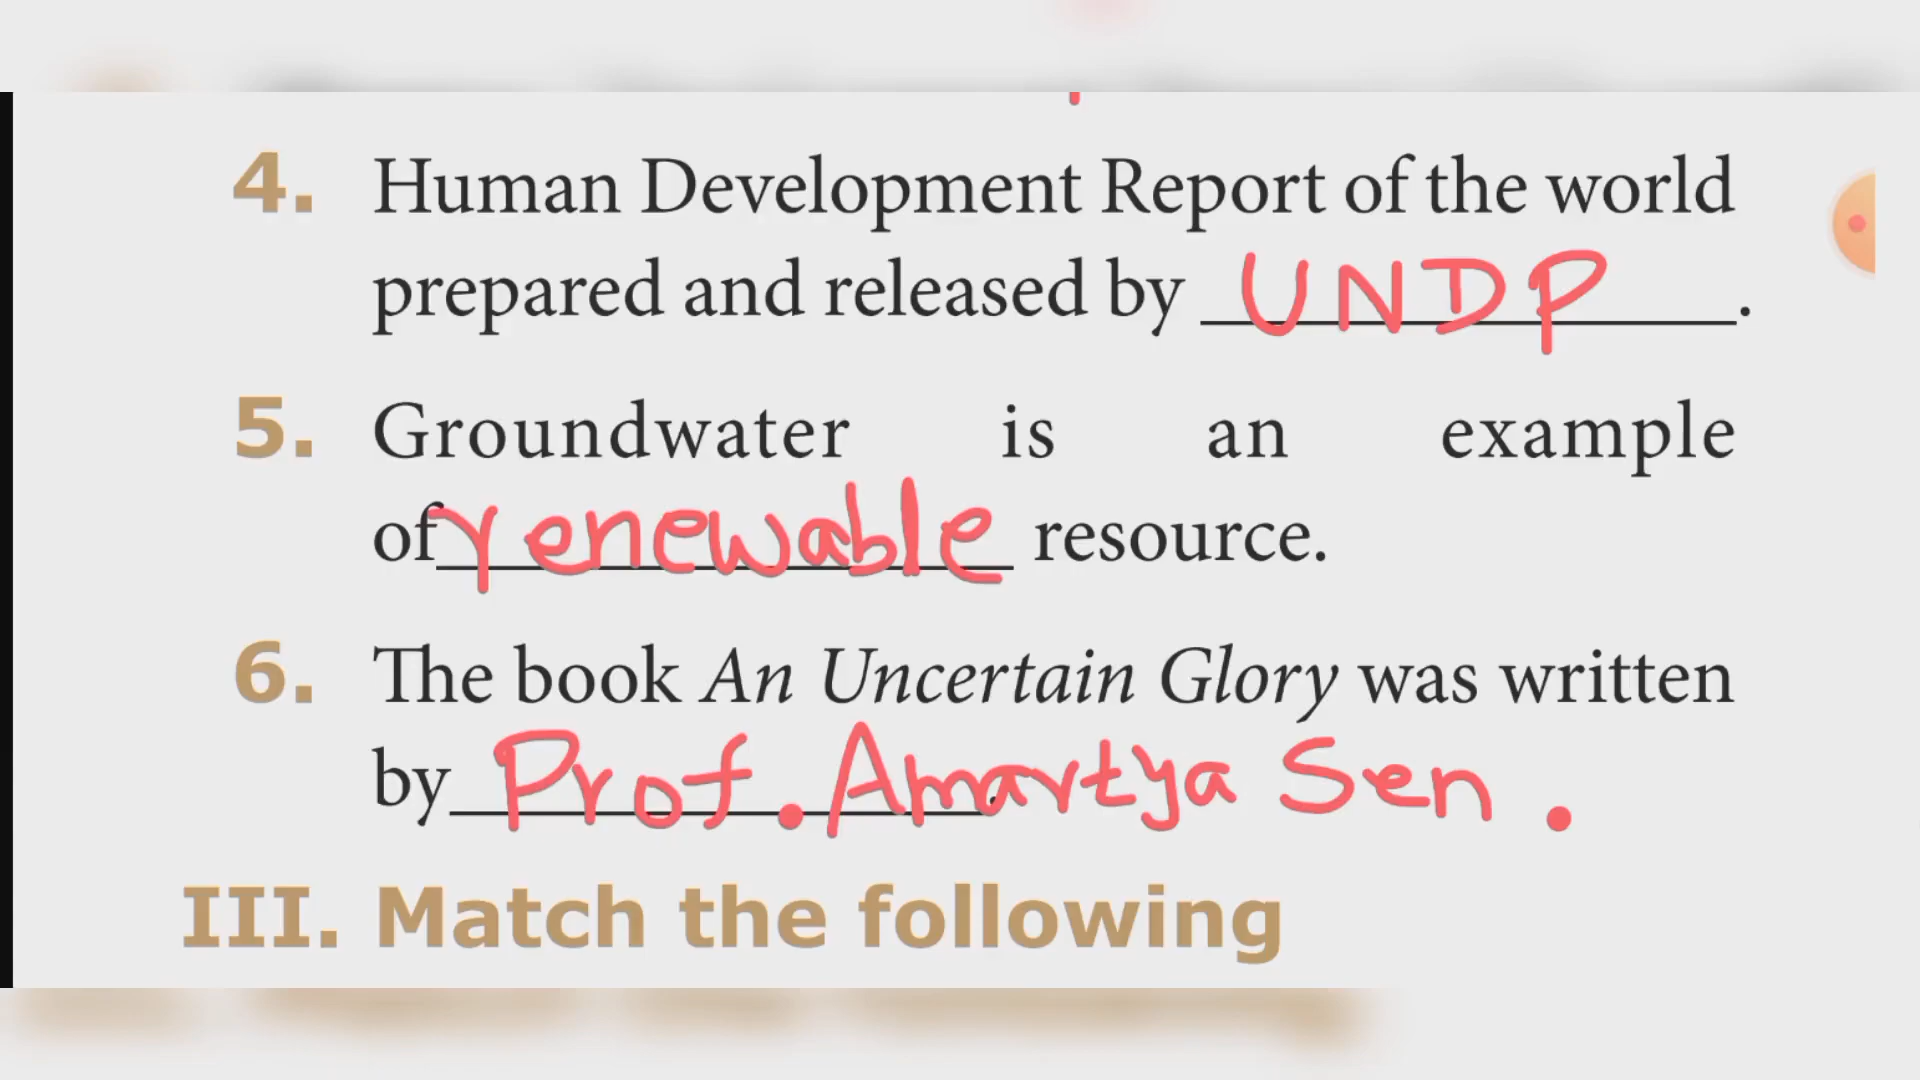 4. Human Development Report of the world
prepared and released by UNDP.
5. Groundwater is an example
of renewable resource.
6. The book An Uncertain Glory was written
by Prof. Amartya Sen.
III. Match the following